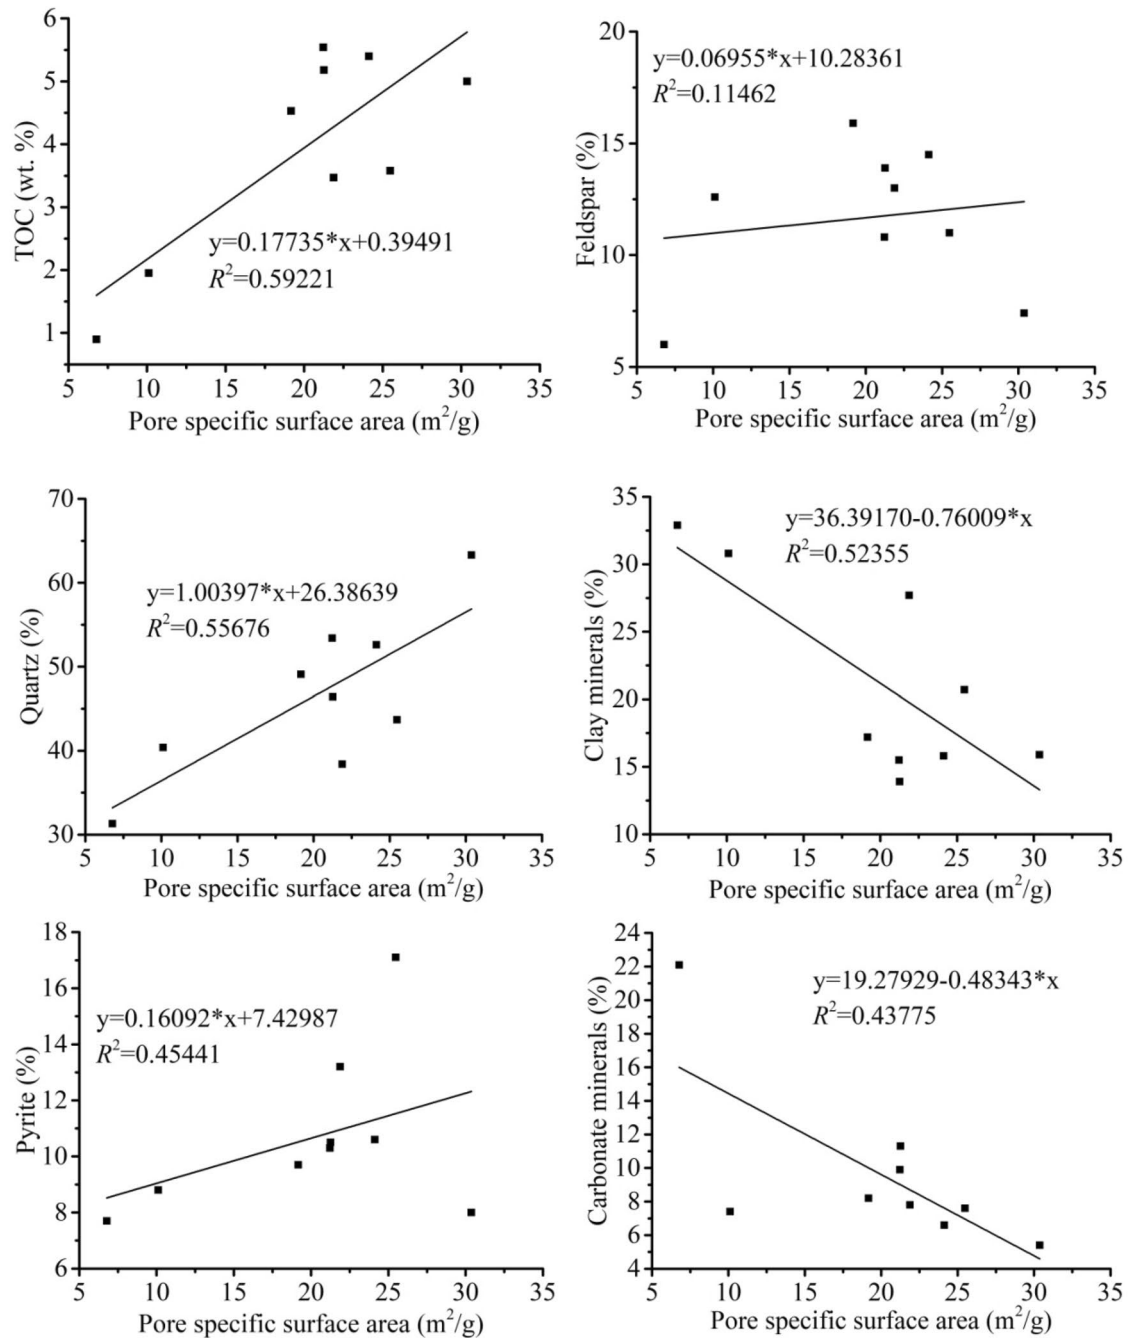 6
5
4
3
2
1
TOC (wt. %)
y=0.17735*x+0.39491
R²=0.59221
5 10 15 20 25 30 35
Pore specific surface area (m²/g)
20
15
10
5
Feldspar (%)
y=0.06955*x+10.28361
R²=0.11462
5 10 15 20 25 30 35
Pore specific surface area (m²/g)
70
60
50
40
30
Quartz (%)
y=1.00397*x+26.38639
R²=0.55676
5 10 15 20 25 30 35
Pore specific surface area (m²/g)
35
30
25
20
15
10
Clay minerals (%)
y=36.39170-0.76009*x
R²=0.52355
5 10 15 20 25 30 35
Pore specific surface area (m²/g)
18
16
14
12
10
8
6
Pyrite (%)
y=0.16092*x+7.42987
R²=0.45441
5 10 15 20 25 30 35
Pore specific surface area (m²/g)
24
22
20
18
16
14
12
10
8
6
4
Carbonate minerals (%)
y=19.27929-0.48343*x
R²=0.43775
5 10 15 20 25 30 35
Pore specific surface area (m²/g)